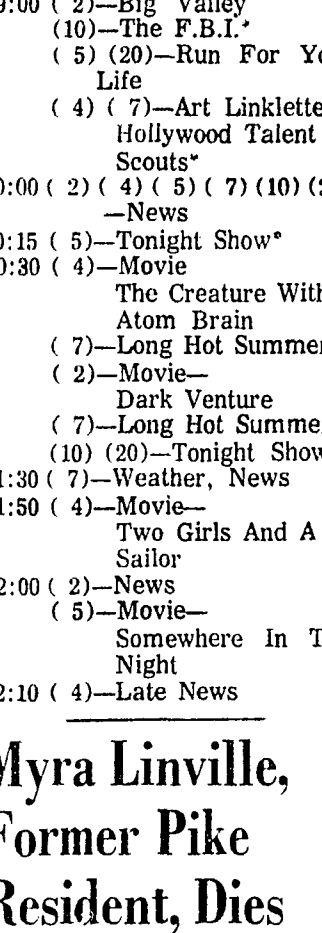 9:00 ( 2)—Big Valley
(10)—The F.B.I.*
( 5) (20)—Run For Yo
Life
( 4) ( 7)—Art Linklette
Hollywood Talent
Scouts*
0:00 ( 2) ( 4) ( 5) ( 7) (10) (2
—News
0:15 ( 5)—Tonight Show*
0:30 ( 4)—Movie
The Creature With
Atom Brain
( 7)—Long Hot Summer
( 2)—Movie—
Dark Venture
( 7)—Long Hot Summe
(10) (20)—Tonight Show
1:30 ( 7)—Weather, News
1:50 ( 4)—Movie—
Two Girls And A
Sailor
2:00 ( 2)—News
( 5)—Movie—
Somewhere In T
Night
2:10 ( 4)—Late News
Myra Linville,
Former Pike
Resident, Dies